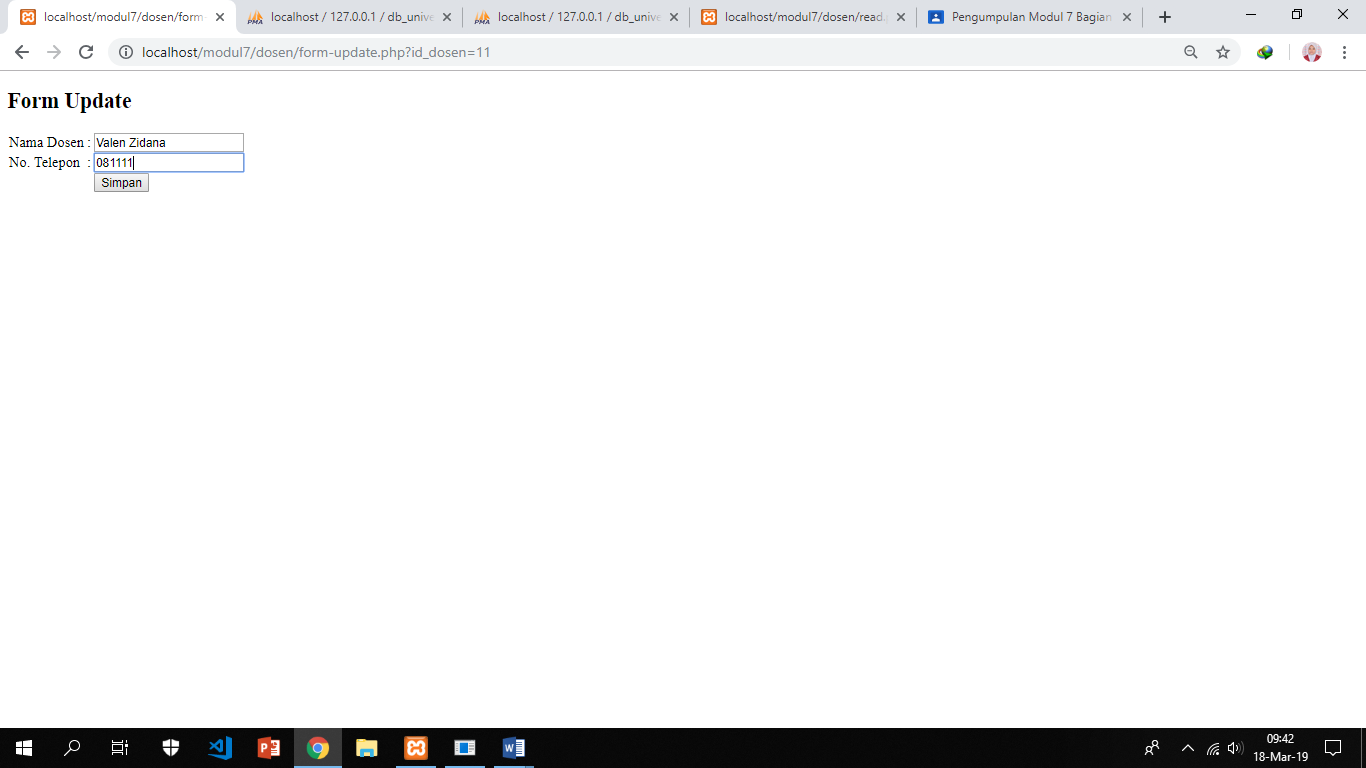 localhost/modul7/dosen/form-
localhost / 127.0.0.1 / db_unive
localhost / 127.0.0.1 / db_unive
localhost/modul7/dosen/read.p
Pengumpulan Modul 7 Bagian
localhost/modul7/dosen/form-update.php?id_dosen=11
Form Update
Nama Dosen : Valen Zidana
No. Telepon : 081111
Simpan
09:42
18-Mar-19